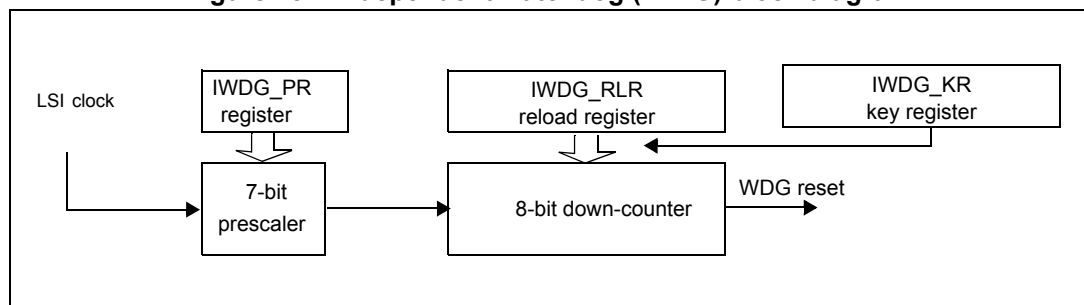 LSI clock
IWDG_PR
register
IWDG_RLR
reload register
IWDG_KR
key register
7-bit
prescaler
8-bit down-counter
WDG reset